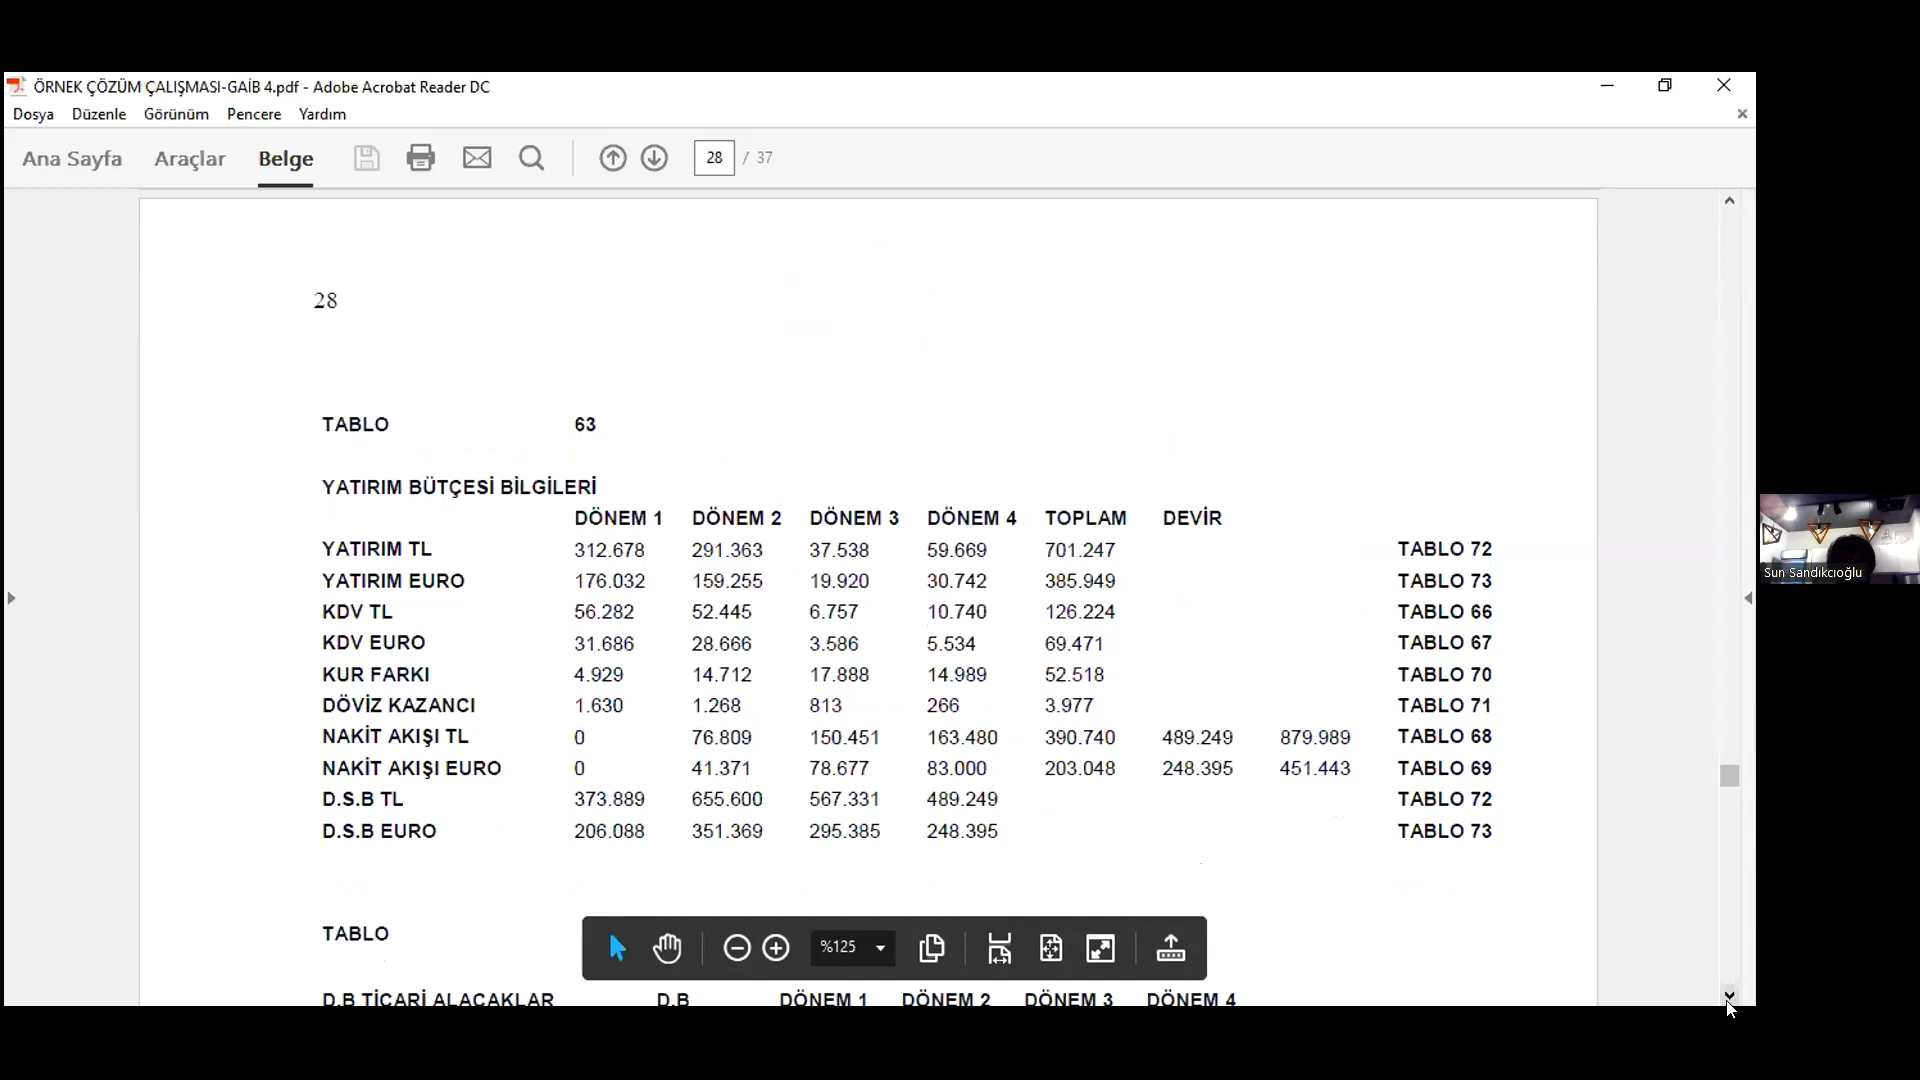 ÖRNEK ÇÖZÜM ÇALIŞMASI-GAİB 4.pdf - Adobe Acrobat Reader DC
Dosya Düzenle Görünüm Pencere Yardım
Ana Sayfa Araçlar Belge 28 / 37
28
TABLO 63
YATIRIM BÜTÇESİ BİLGİLERİ
DÖNEM 1 DÖNEM 2 DÖNEM 3 DÖNEM 4 TOPLAM DEVİR
YATIRIM TL 312.678 291.363 37.538 59.669 701.247 TABLO 72
YATIRIM EURO 176.032 159.255 19.920 30.742 385.949 TABLO 73
KDV TL 56.282 52.445 6.757 10.740 126.224 TABLO 66
KDV EURO 31.686 28.666 3.586 5.534 69.471 TABLO 67
KUR FARKI 4.929 14.712 17.888 14.989 52.518 TABLO 70
DÖVİZ KAZANCI 1.630 1.268 813 266 3.977 TABLO 71
NAKİT AKIŞI TL 0 76.809 150.451 163.480 390.740 489.249 879.989 TABLO 68
NAKİT AKIŞI EURO 0 41.371 78.677 83.000 203.048 248.395 451.443 TABLO 69
D.S.B TL 373.889 655.600 567.331 489.249 TABLO 72
D.S.B EURO 206.088 351.369 295.385 248.395 TABLO 73
TABLO
%125
D.B TİCARİ ALACAKLAR D.B DÖNEM 1 DÖNEM 2 DÖNEM 3 DÖNEM 4
Sun Sandıkcıoğlu